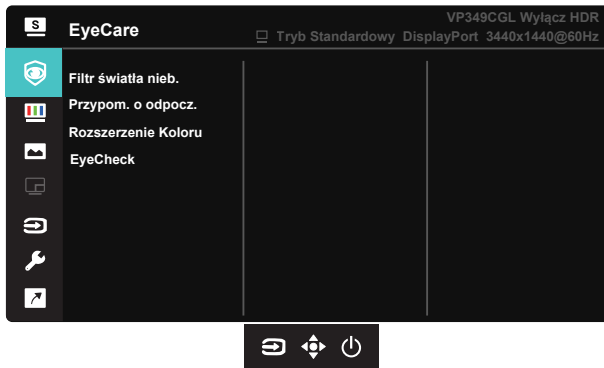 S
EyeCare
VP349CGL Wyłącz HDR
Tryb Standardowy DisplayPort 3440x1440@60Hz
Filtr światła nieb.
Przypom. o odpocz.
Rozszerzenie Koloru
EyeCheck